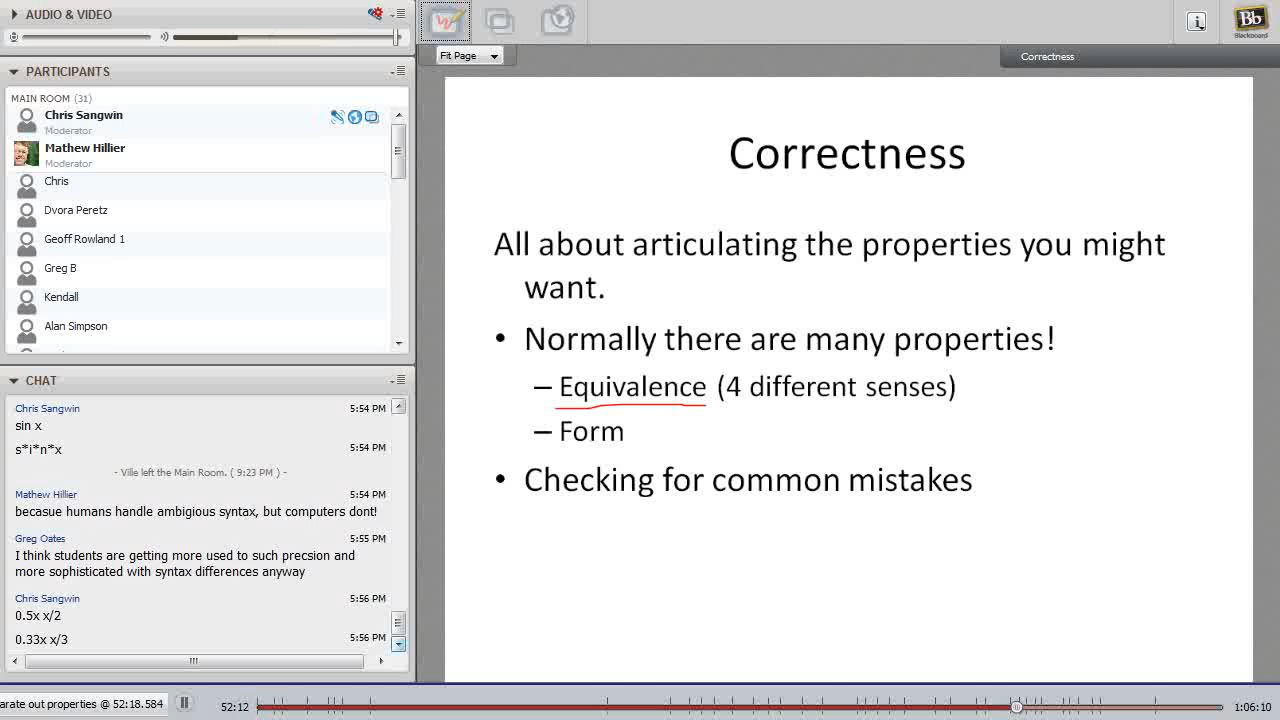 AUDIO & VIDEO
PARTICIPANTS
MAIN ROOM (31)
Chris Sangwin
Moderator
Mathew Hillier
Moderator
Chris
Dvora Peretz
Geoff Rowland 1
Greg B
Kendall
Alan Simpson
CHAT
Chris Sangwin 5:54 PM
sin x
s*i*n*x 5:54 PM
- Ville left the Main Room. ( 9:23 PM ) -
Mathew Hillier 5:54 PM
becasue humans handle ambigious syntax, but computers dont!
Greg Oates 5:55 PM
I think students are getting more used to such precsion and
more sophisticated with syntax differences anyway
Chris Sangwin 5:56 PM
0.5x x/2
0.33x x/3 5:56 PM
Fit Page
Bb
Blackboard
Correctness
Correctness
All about articulating the properties you might
want.
• Normally there are many properties!
– Equivalence (4 different senses)
– Form
• Checking for common mistakes
rate out properties @ 52:18.584
52:12
1:06:10